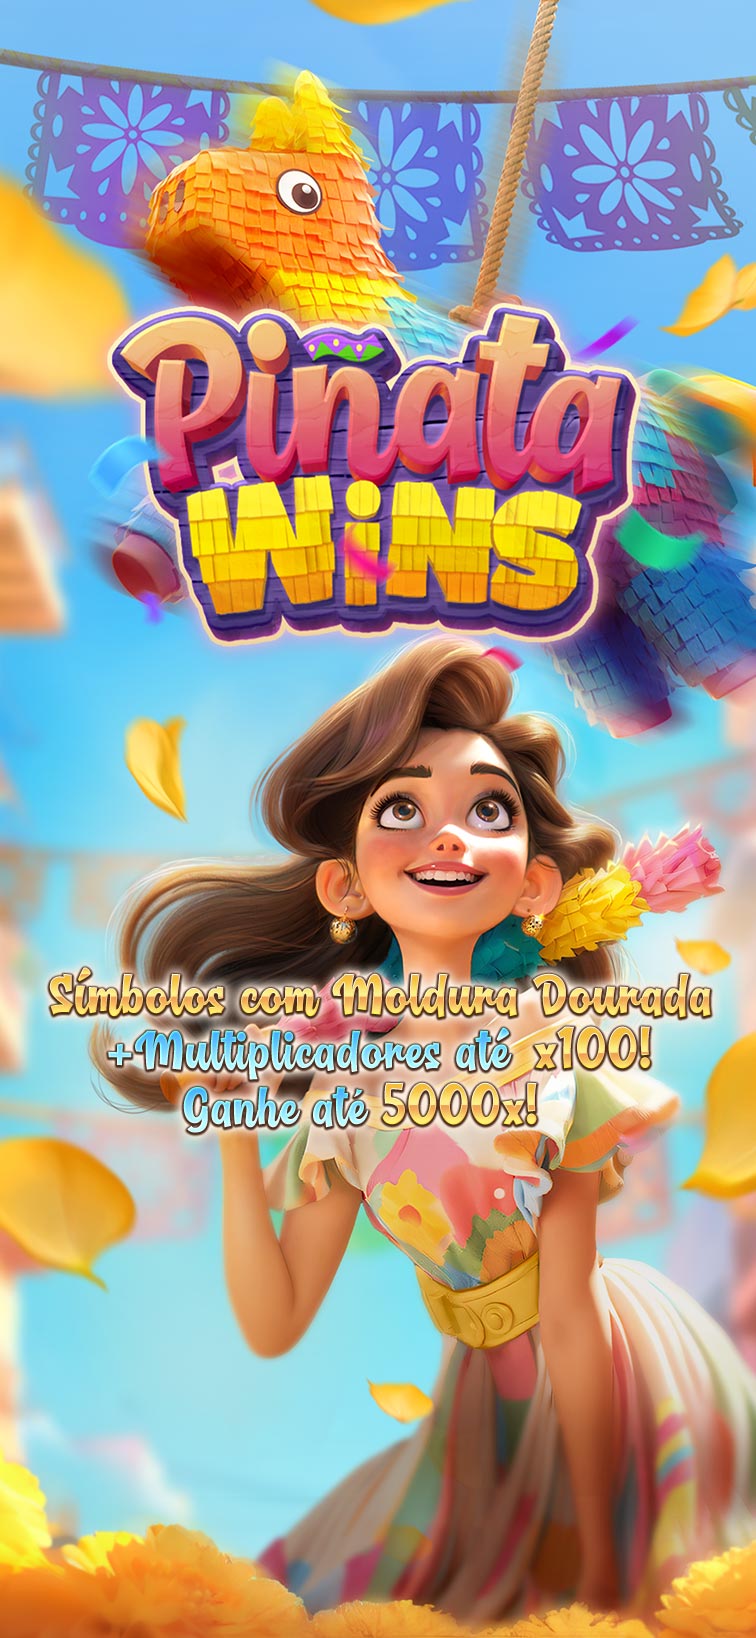 Piñata
WiNS
Símbolos com Moldura Dourada
+Multiplicadores até x100!
Ganhe até 5000x!